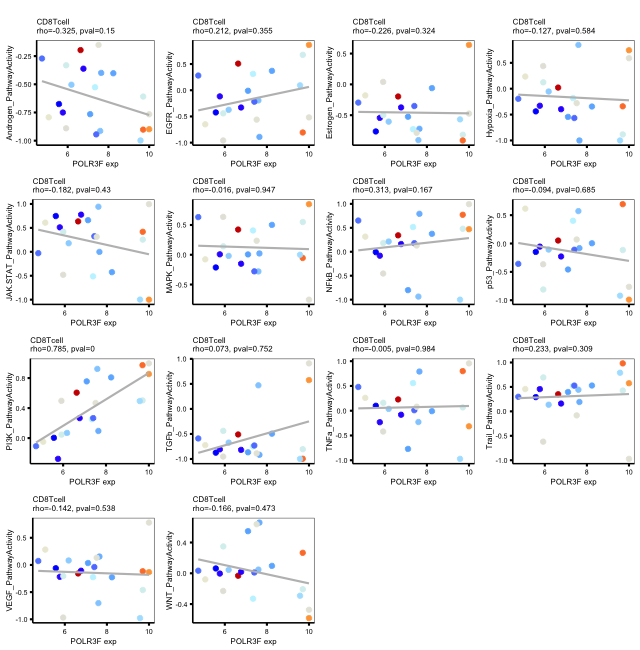 CD8Tcell
rho=-0.325, pval=0.15
Androgen_PathwayActivity
-0.25
-0.50
-0.75
-1.00
6
8
10
POLR3F exp
CD8Tcell
rho=0.212, pval=0.355
EGFR_PathwayActivity
0.5
0.0
-0.5
-1.0
6
8
10
POLR3F exp
CD8Tcell
rho=-0.226, pval=0.324
Estrogen_PathwayActivity
0.5
0.0
-0.5
6
8
10
POLR3F exp
CD8Tcell
rho=-0.127, pval=0.584
Hypoxia_PathwayActivity
0.5
0.0
-0.5
-1.0
6
8
10
POLR3F exp
CD8Tcell
rho=-0.182, pval=0.43
JAK-STAT_PathwayActivity
1.0
0.5
0.0
-0.5
-1.0
6
8
10
POLR3F exp
CD8Tcell
rho=-0.016, pval=0.947
MAPK_PathwayActivity
0.5
0.0
-0.5
6
8
10
POLR3F exp
CD8Tcell
rho=0.313, pval=0.167
NFkB_PathwayActivity
1.0
0.5
0.0
-0.5
-1.0
6
8
10
POLR3F exp
CD8Tcell
rho=-0.094, pval=0.685
p53_PathwayActivity
0.5
0.0
-0.5
-1.0
6
8
10
POLR3F exp
CD8Tcell
rho=0.785, pval=0
PI3K_PathwayActivity
0.8
0.4
0.0
6
8
10
POLR3F exp
CD8Tcell
rho=0.073, pval=0.752
TGFb_PathwayActivity
1.0
0.5
0.0
-0.5
-1.0
6
8
10
POLR3F exp
CD8Tcell
rho=-0.005, pval=0.984
TNFa_PathwayActivity
1.0
0.5
0.0
-0.5
-1.0
6
8
10
POLR3F exp
CD8Tcell
rho=0.233, pval=0.309
Trail_PathwayActivity
1.0
0.5
0.0
-0.5
-1.0
6
8
10
POLR3F exp
CD8Tcell
rho=-0.142, pval=0.538
VEGF_PathwayActivity
0.5
0.0
-0.5
-1.0
6
8
10
POLR3F exp
CD8Tcell
rho=-0.166, pval=0.473
WNT_PathwayActivity
0.4
0.0
-0.4
6
8
10
POLR3F exp